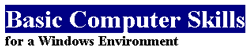 Basic Computer Skills
for a Windows Environment